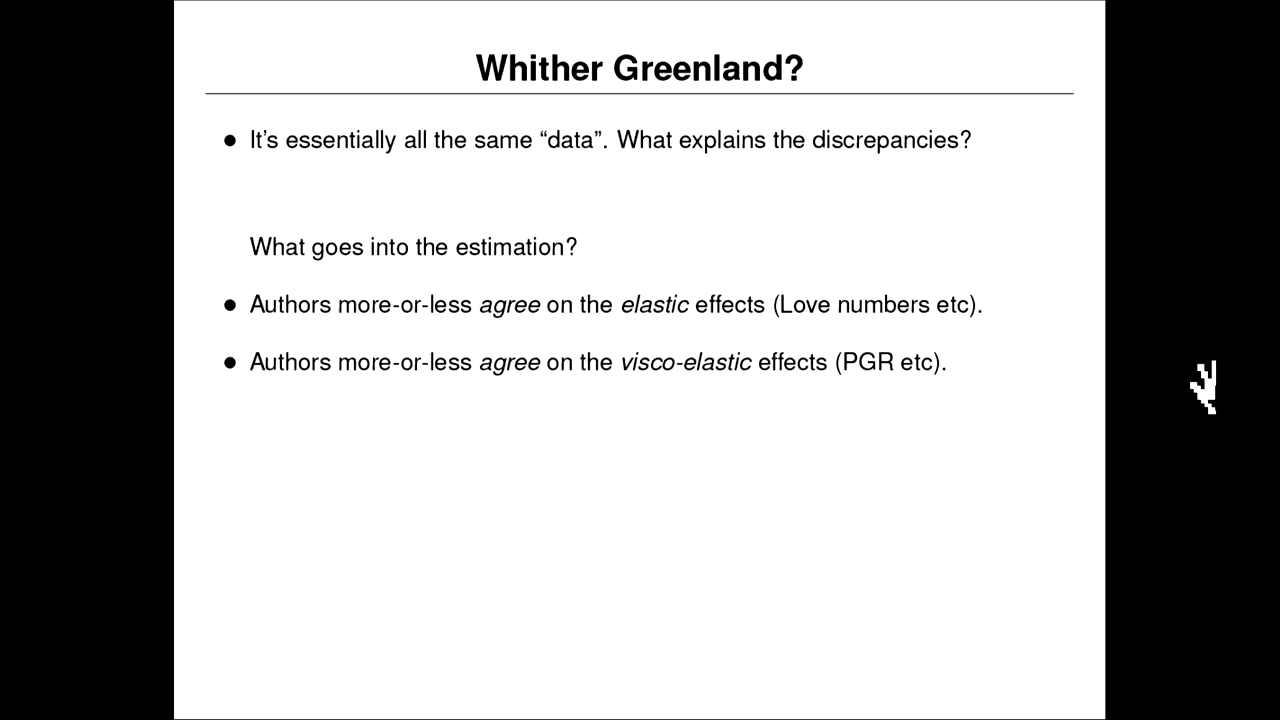 Whither Greenland?
● It’s essentially all the same “data”. What explains the discrepancies?
What goes into the estimation?
● Authors more-or-less agree on the elastic effects (Love numbers etc).
● Authors more-or-less agree on the visco-elastic effects (PGR etc).